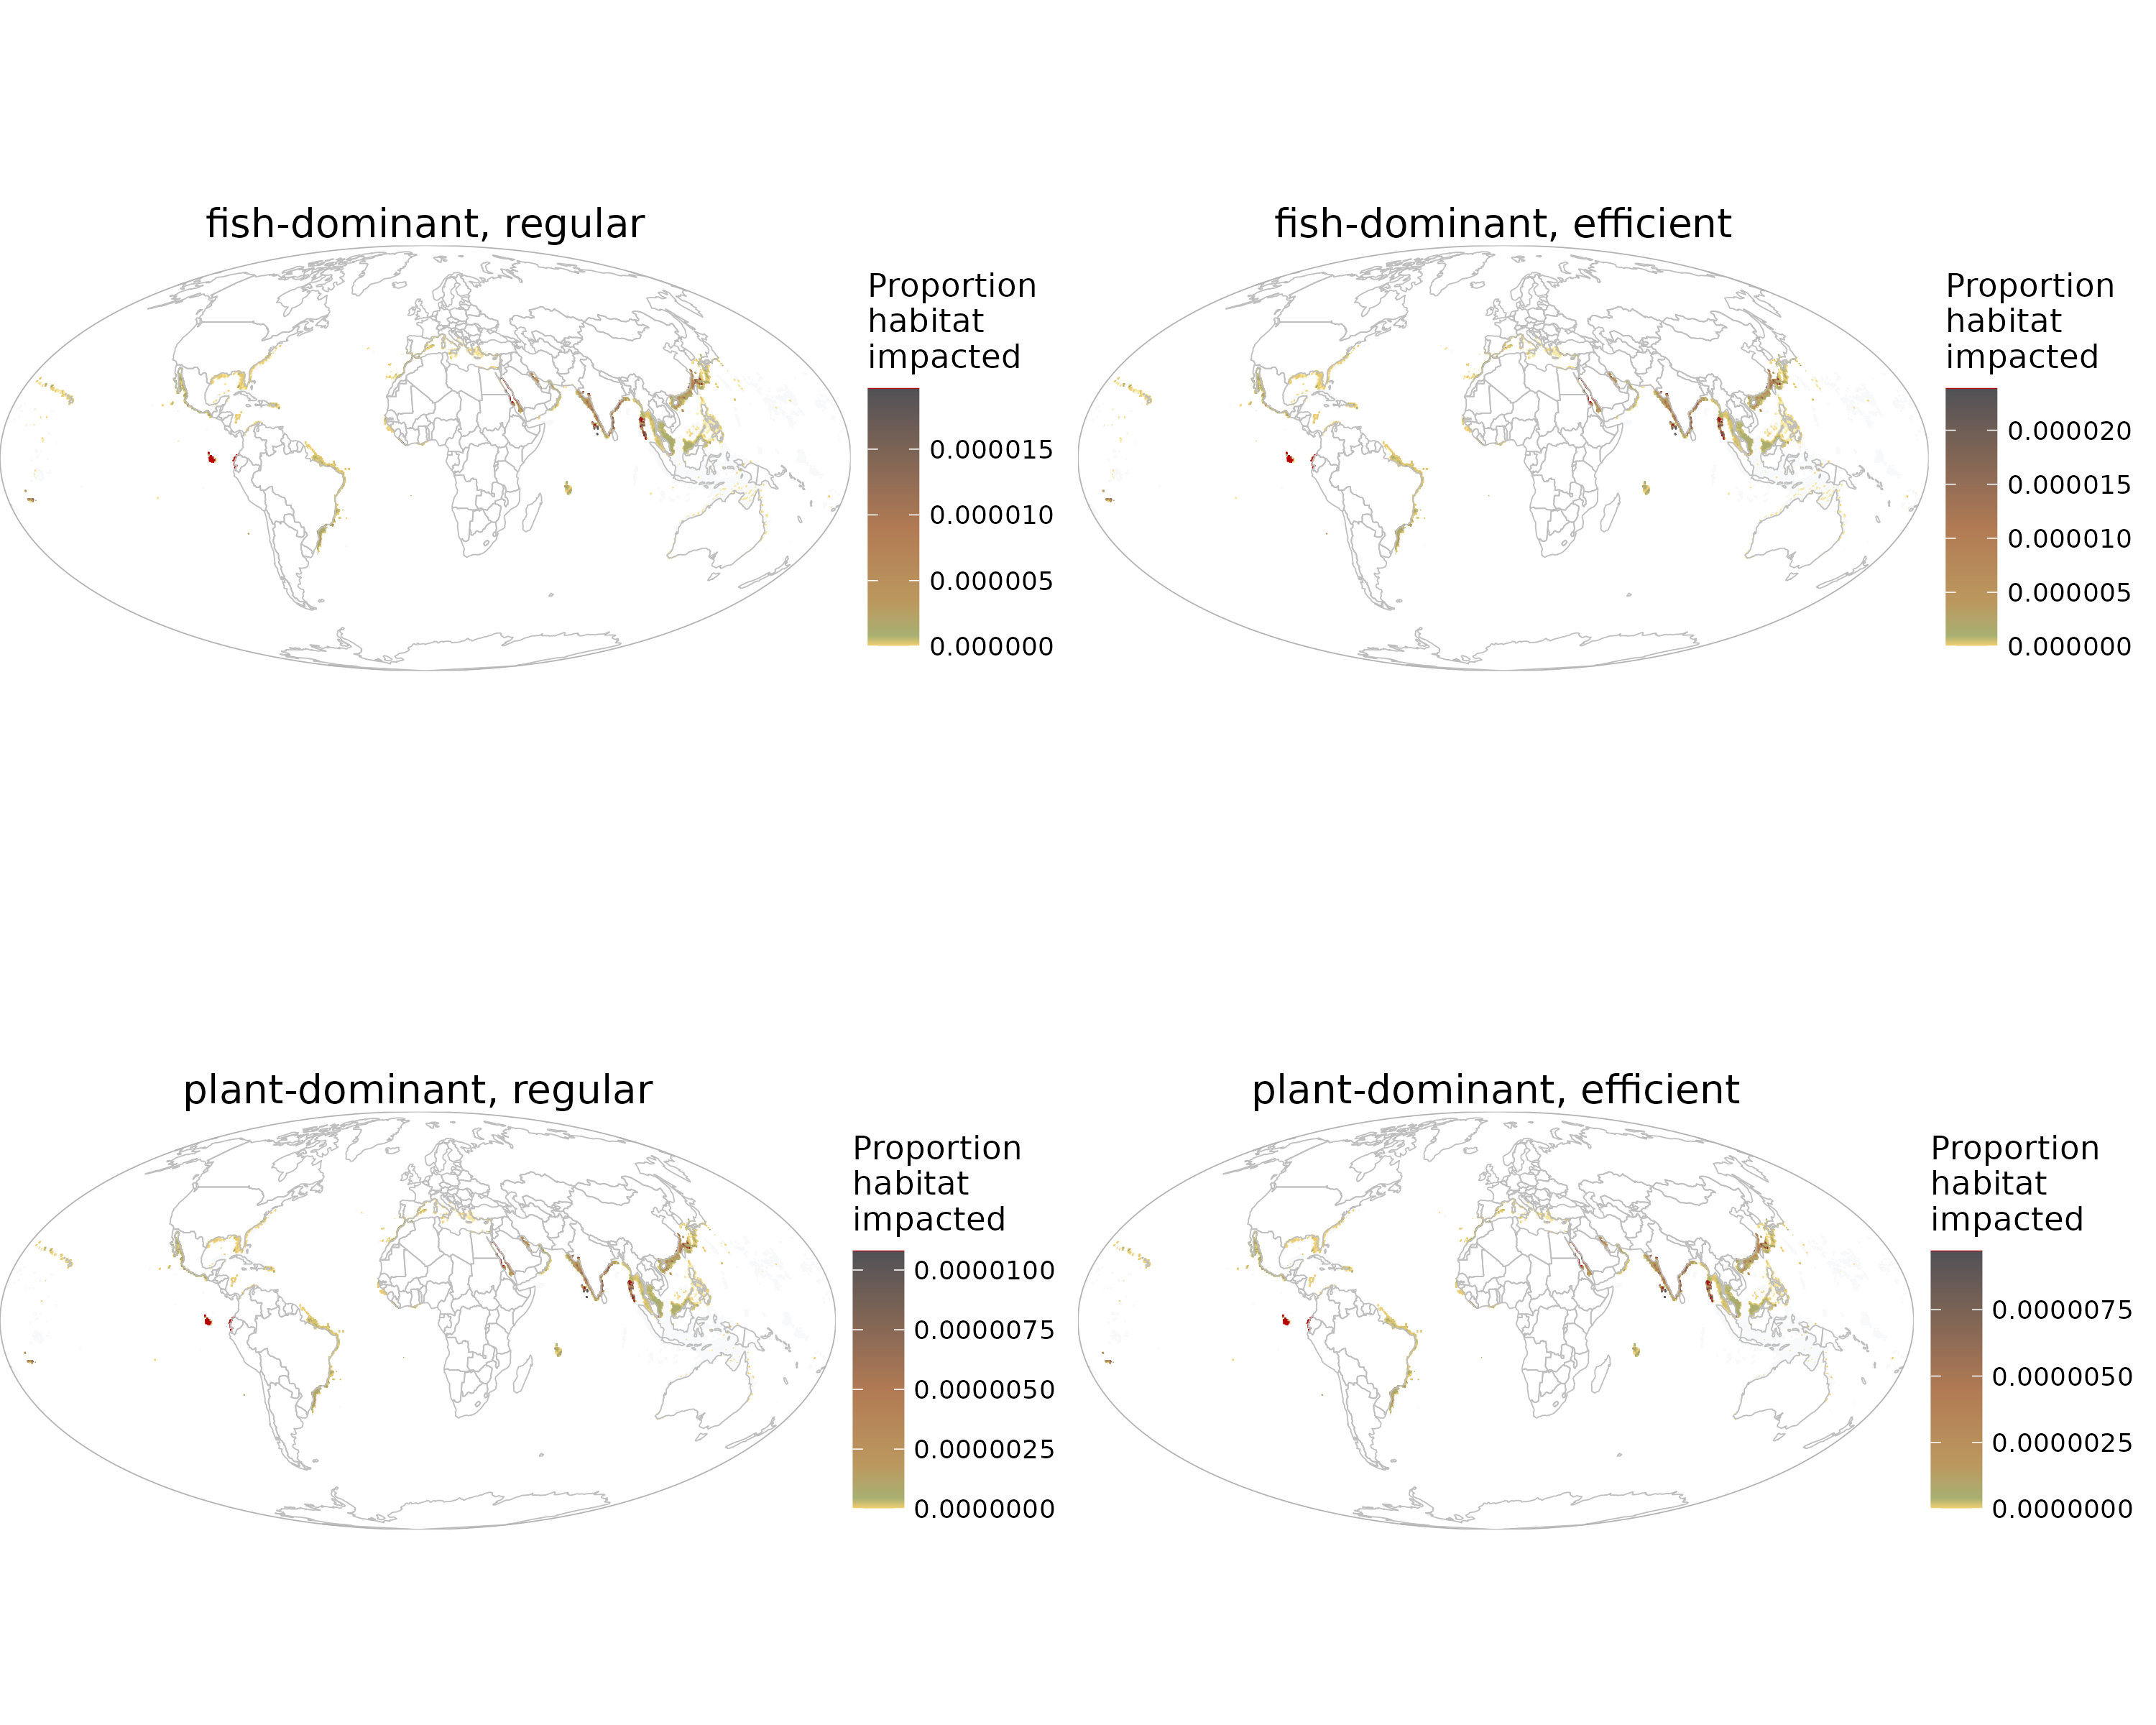 fish-dominant, regular
Proportion
habitat
impacted
0.000015
0.000010
0.000005
0.000000
fish-dominant, efficient
Proportion
habitat
impacted
0.000020
0.000015
0.000010
0.000005
0.000000
plant-dominant, regular
Proportion
habitat
impacted
0.0000100
0.0000075
0.0000050
0.0000025
0.0000000
plant-dominant, efficient
Proportion
habitat
impacted
0.0000075
0.0000050
0.0000025
0.0000000